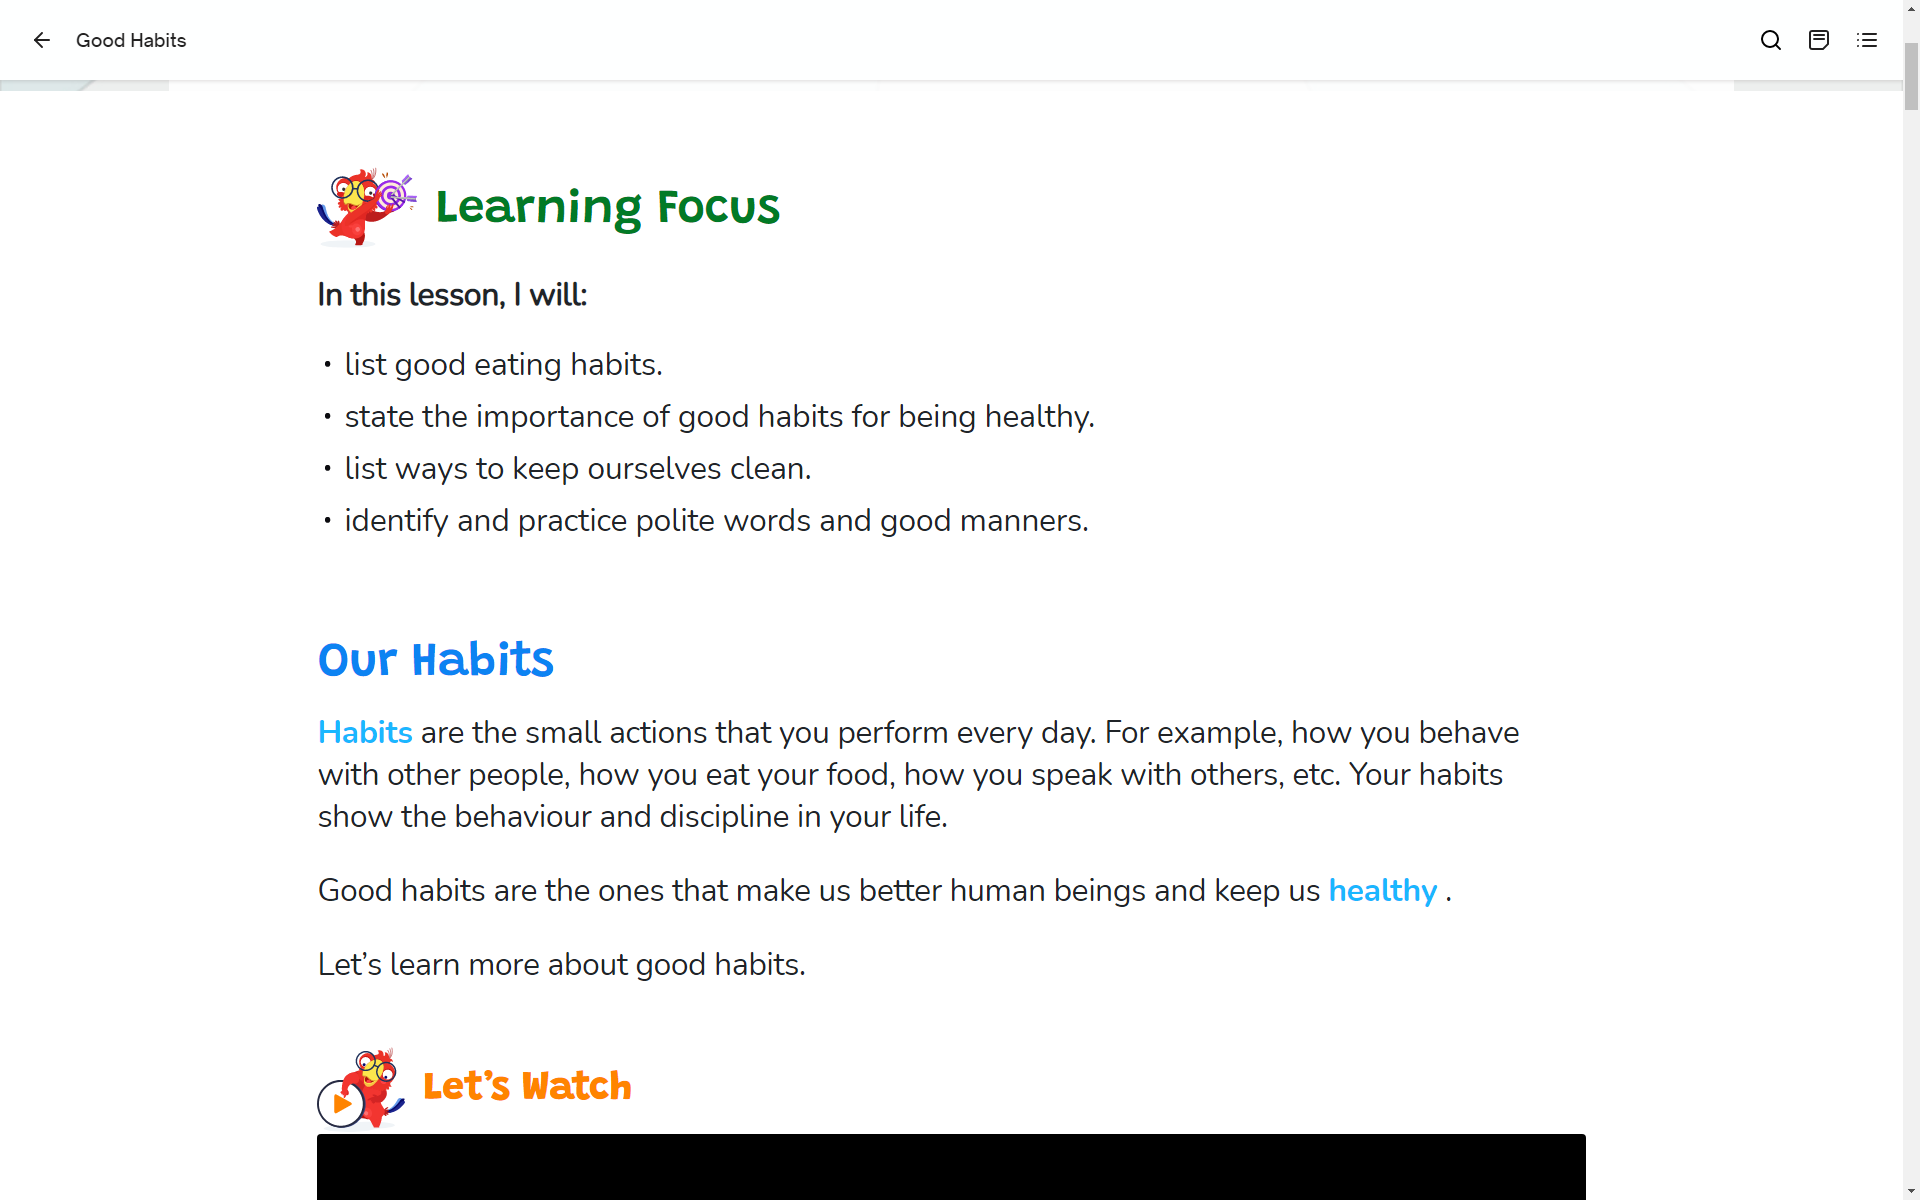 Good Habits
Learning Focus
In this lesson, I will:
• list good eating habits.
• state the importance of good habits for being healthy.
• list ways to keep ourselves clean.
• identify and practice polite words and good manners.
Our Habits
Habits are the small actions that you perform every day. For example, how you behave
with other people, how you eat your food, how you speak with others, etc. Your habits
show the behaviour and discipline in your life.
Good habits are the ones that make us better human beings and keep us healthy .
Let’s learn more about good habits.
Let’s Watch